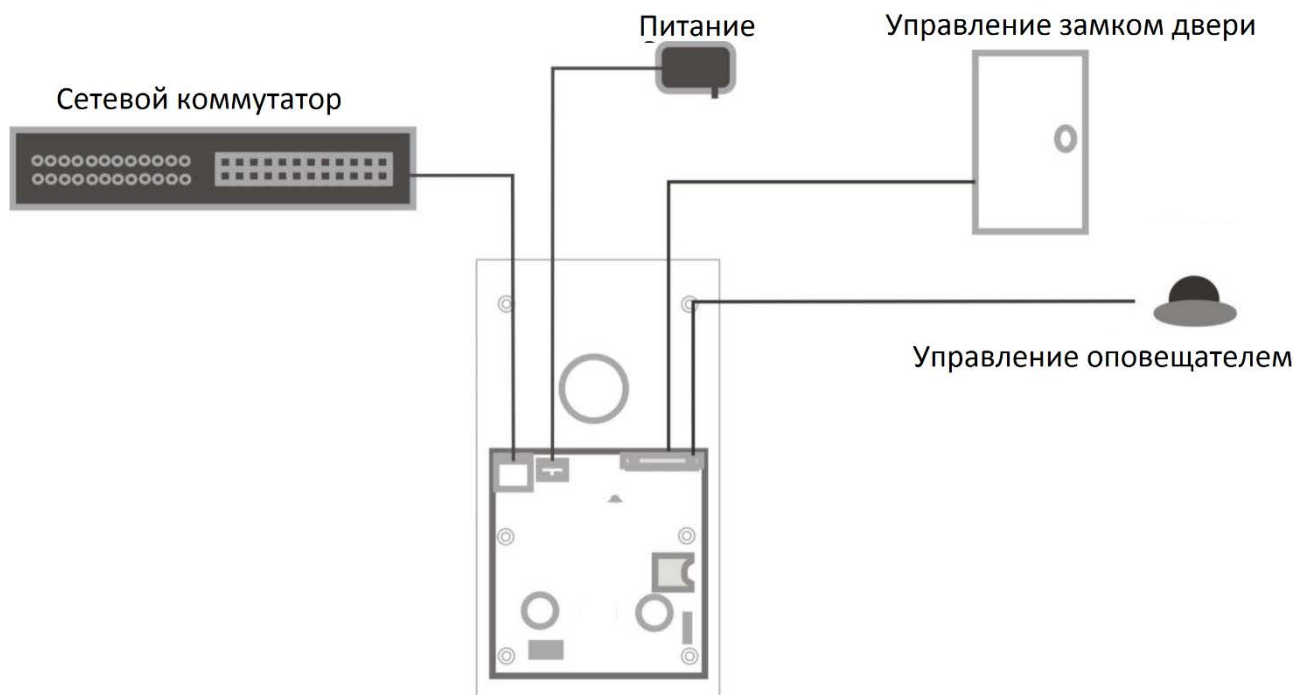 Питание
Управление замком двери
Сетевой коммутатор
Управление оповещателем